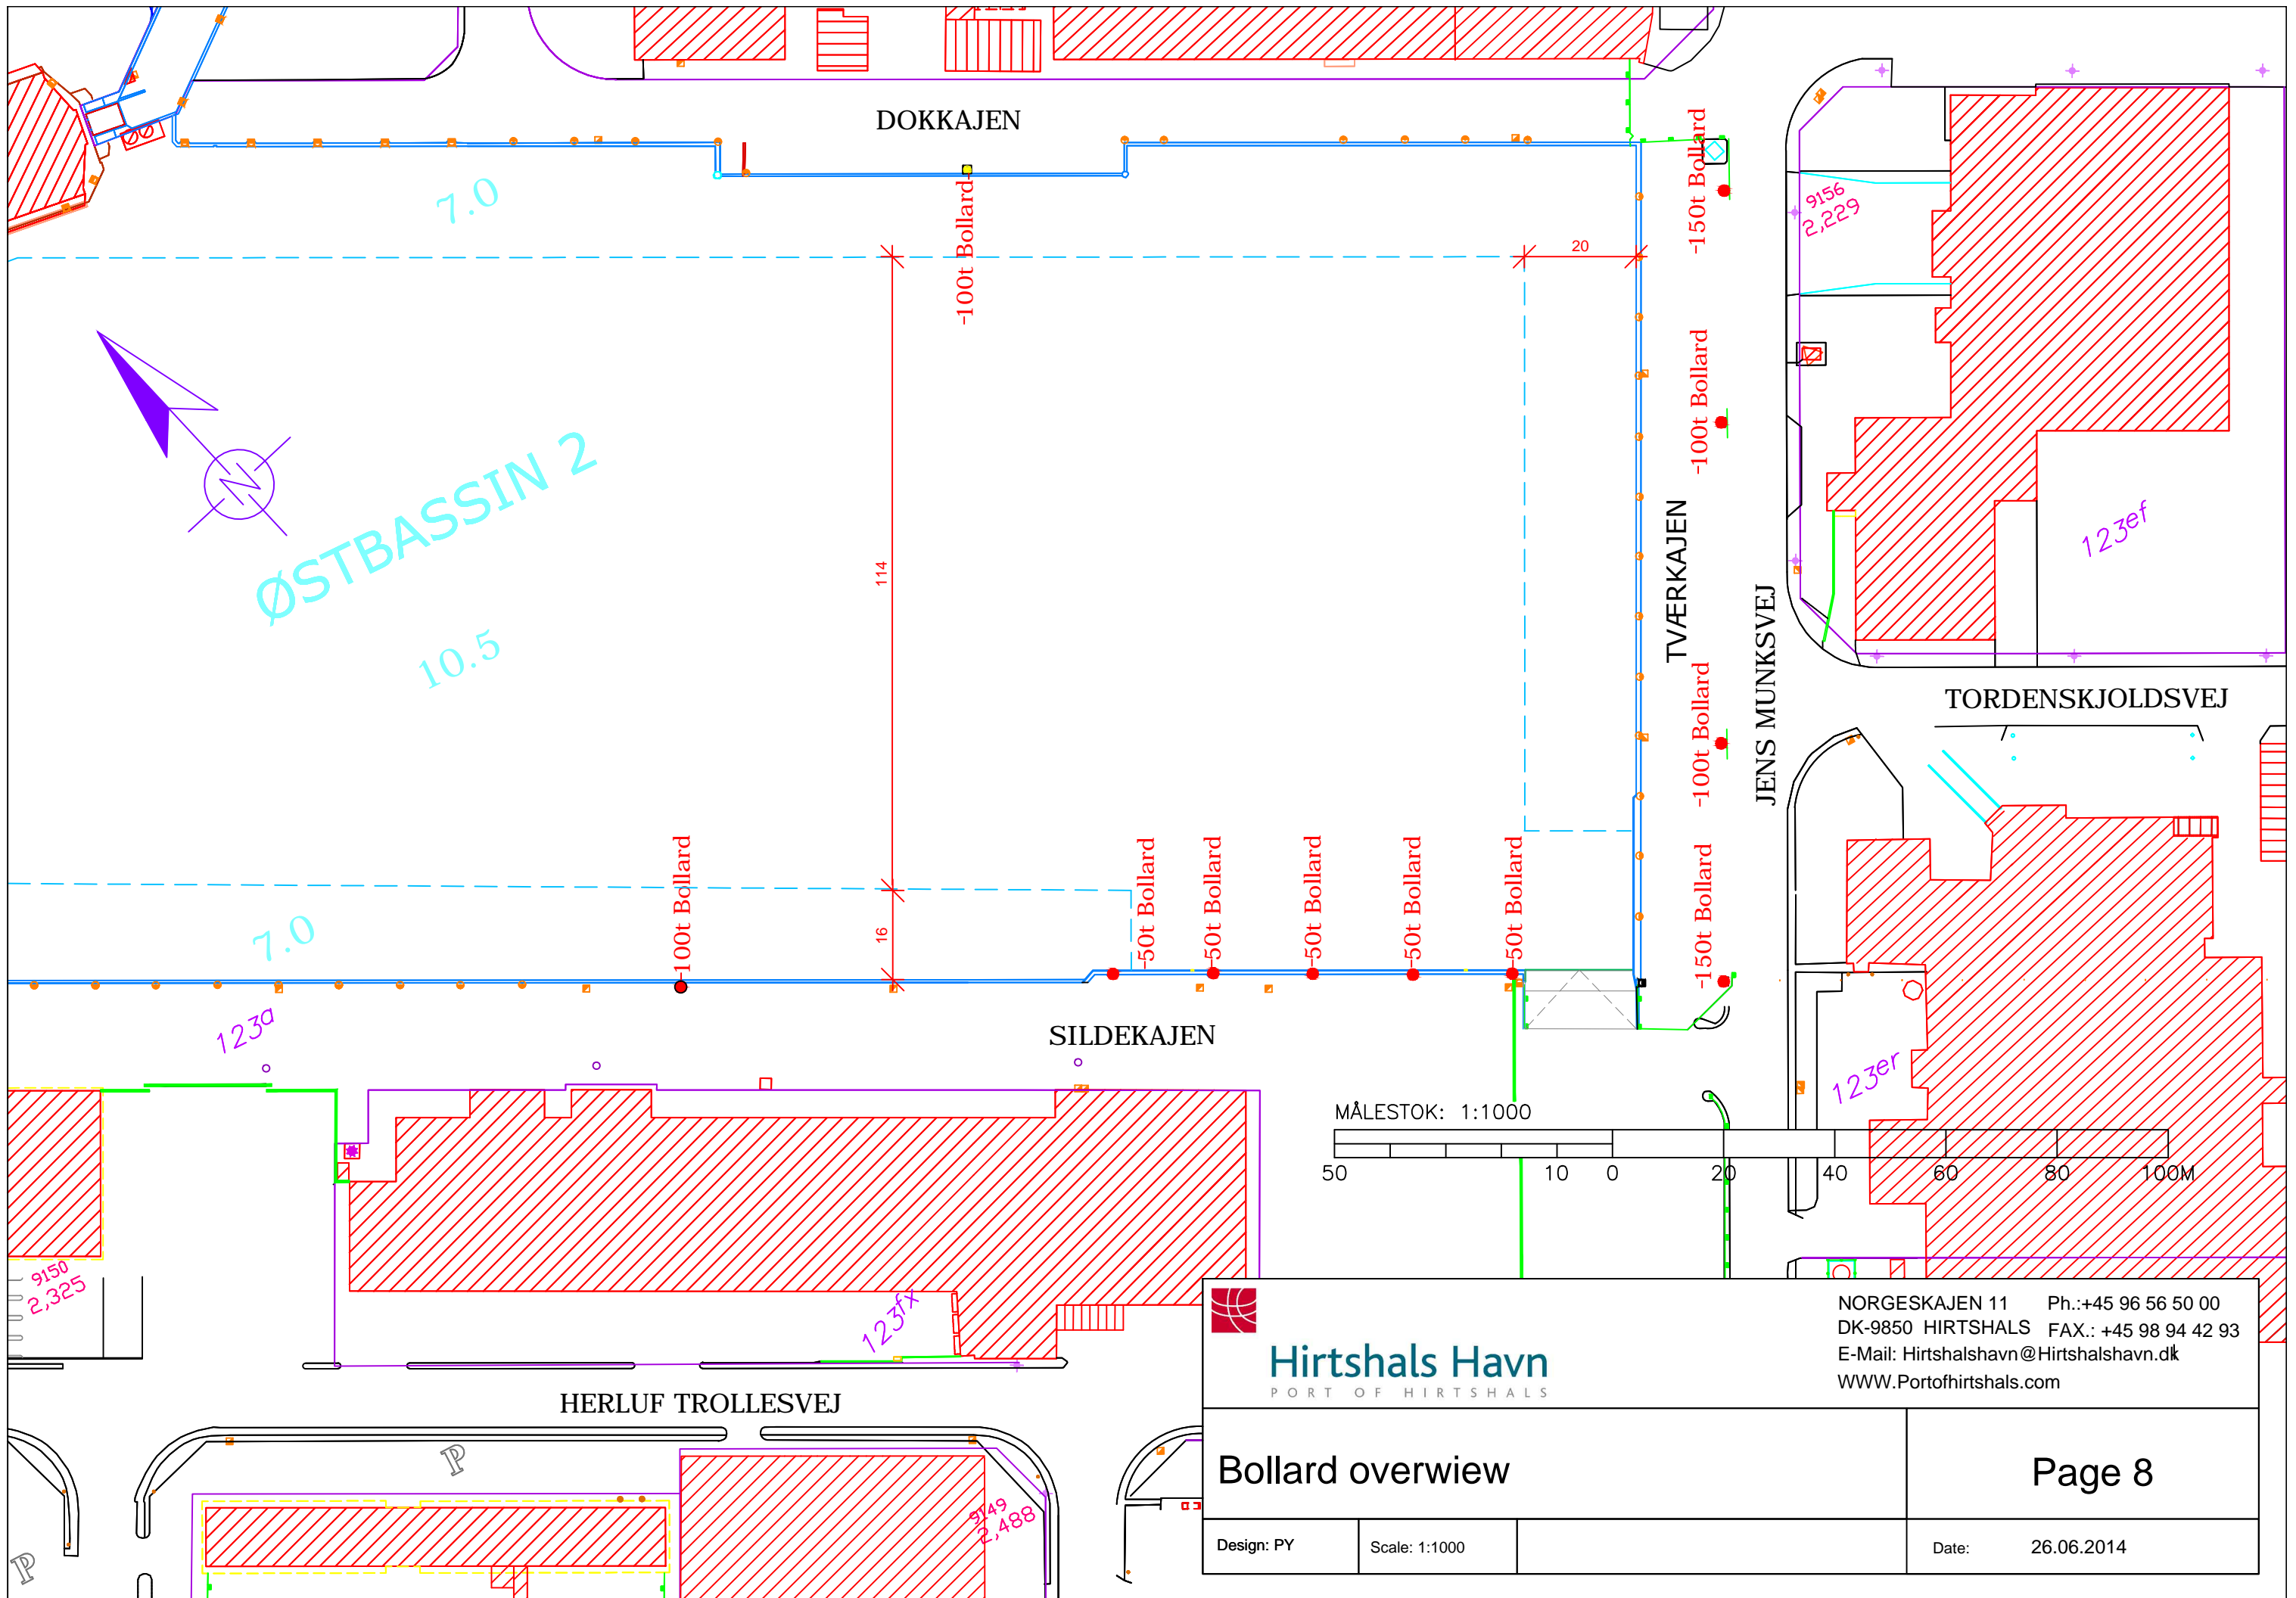 DOKKAJEN
-150t Bollard
7.0
-100t Bollard
9156
2,229
20
-100t Bollard
N
ØSTBASSIN 2
10.5
114
TVÆRKAJEN
123ef
JENS MUNKSVEJ
TORDENSKJOLDSVEJ
-100t Bollard
7.0
16
-100t Bollard
-50t Bollard
-50t Bollard
-50t Bollard
-50t Bollard
-50t Bollard
-150t Bollard
123a
SILDEKAJEN
123er
MÅLESTOK: 1:1000
50 10 0 20 40 60 80 100M
9150
2,325
123fx
HERLUF TROLLESVEJ
P
P
9149
2,488
Hirtshals Havn
PORT OF HIRTSHALS
NORGESKAJEN 11 Ph.:+45 96 56 50 00
DK-9850 HIRTSHALS FAX.: +45 98 94 42 93
E-Mail: Hirtshalshavn@Hirtshalshavn.dk
WWW.Portofhirtshals.com
Bollard overwiew
Page 8
Design: PY
Scale: 1:1000
Date: 26.06.2014